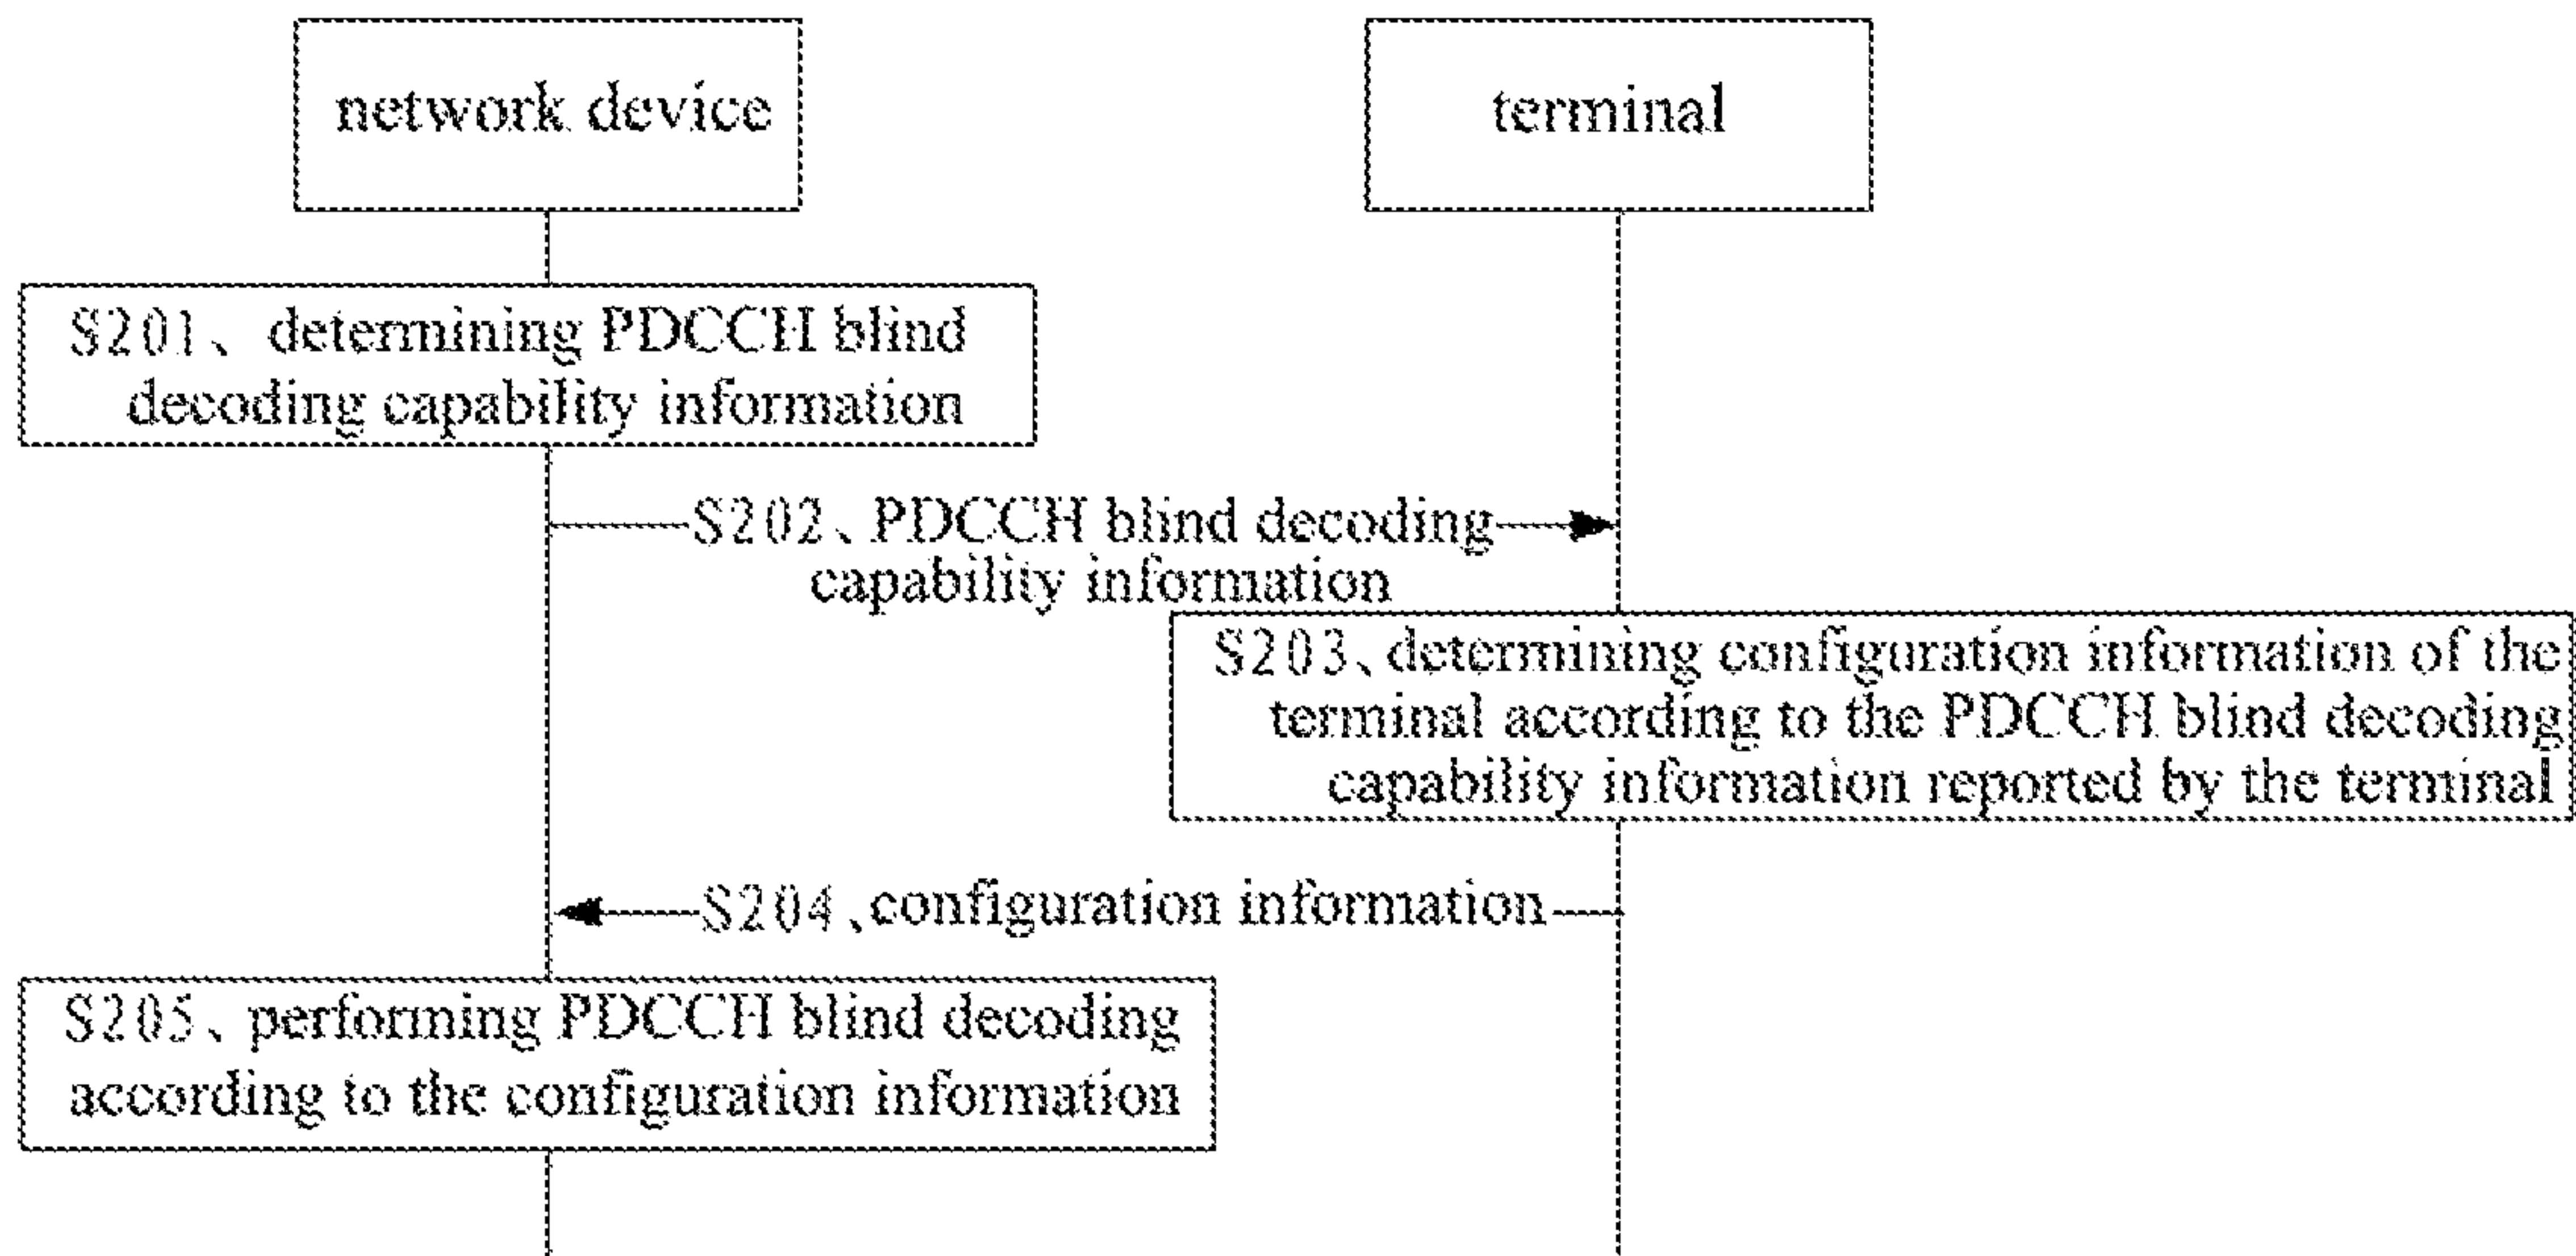 network device
terminal
S201、determining PDCCH blind
decoding capability information
S202、PDCCH blind decoding
capability information
S203、determining configuration information of the
terminal according to the PDCCH blind decoding
capability information reported by the terminal
S204、configuration information
S205、performing PDCCH blind decoding
according to the configuration information